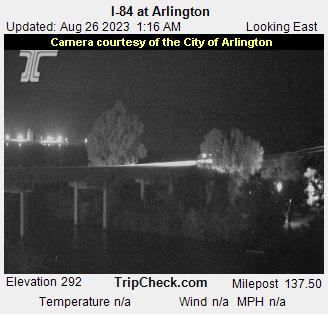 I-84 at Arlington
Updated: Aug 26 2023 1:16 AM Looking East
Camera courtesy of the City of Arlington
Elevation 292 TripCheck.com Milepost 137.50
Temperature n/a Wind n/a MPH n/a